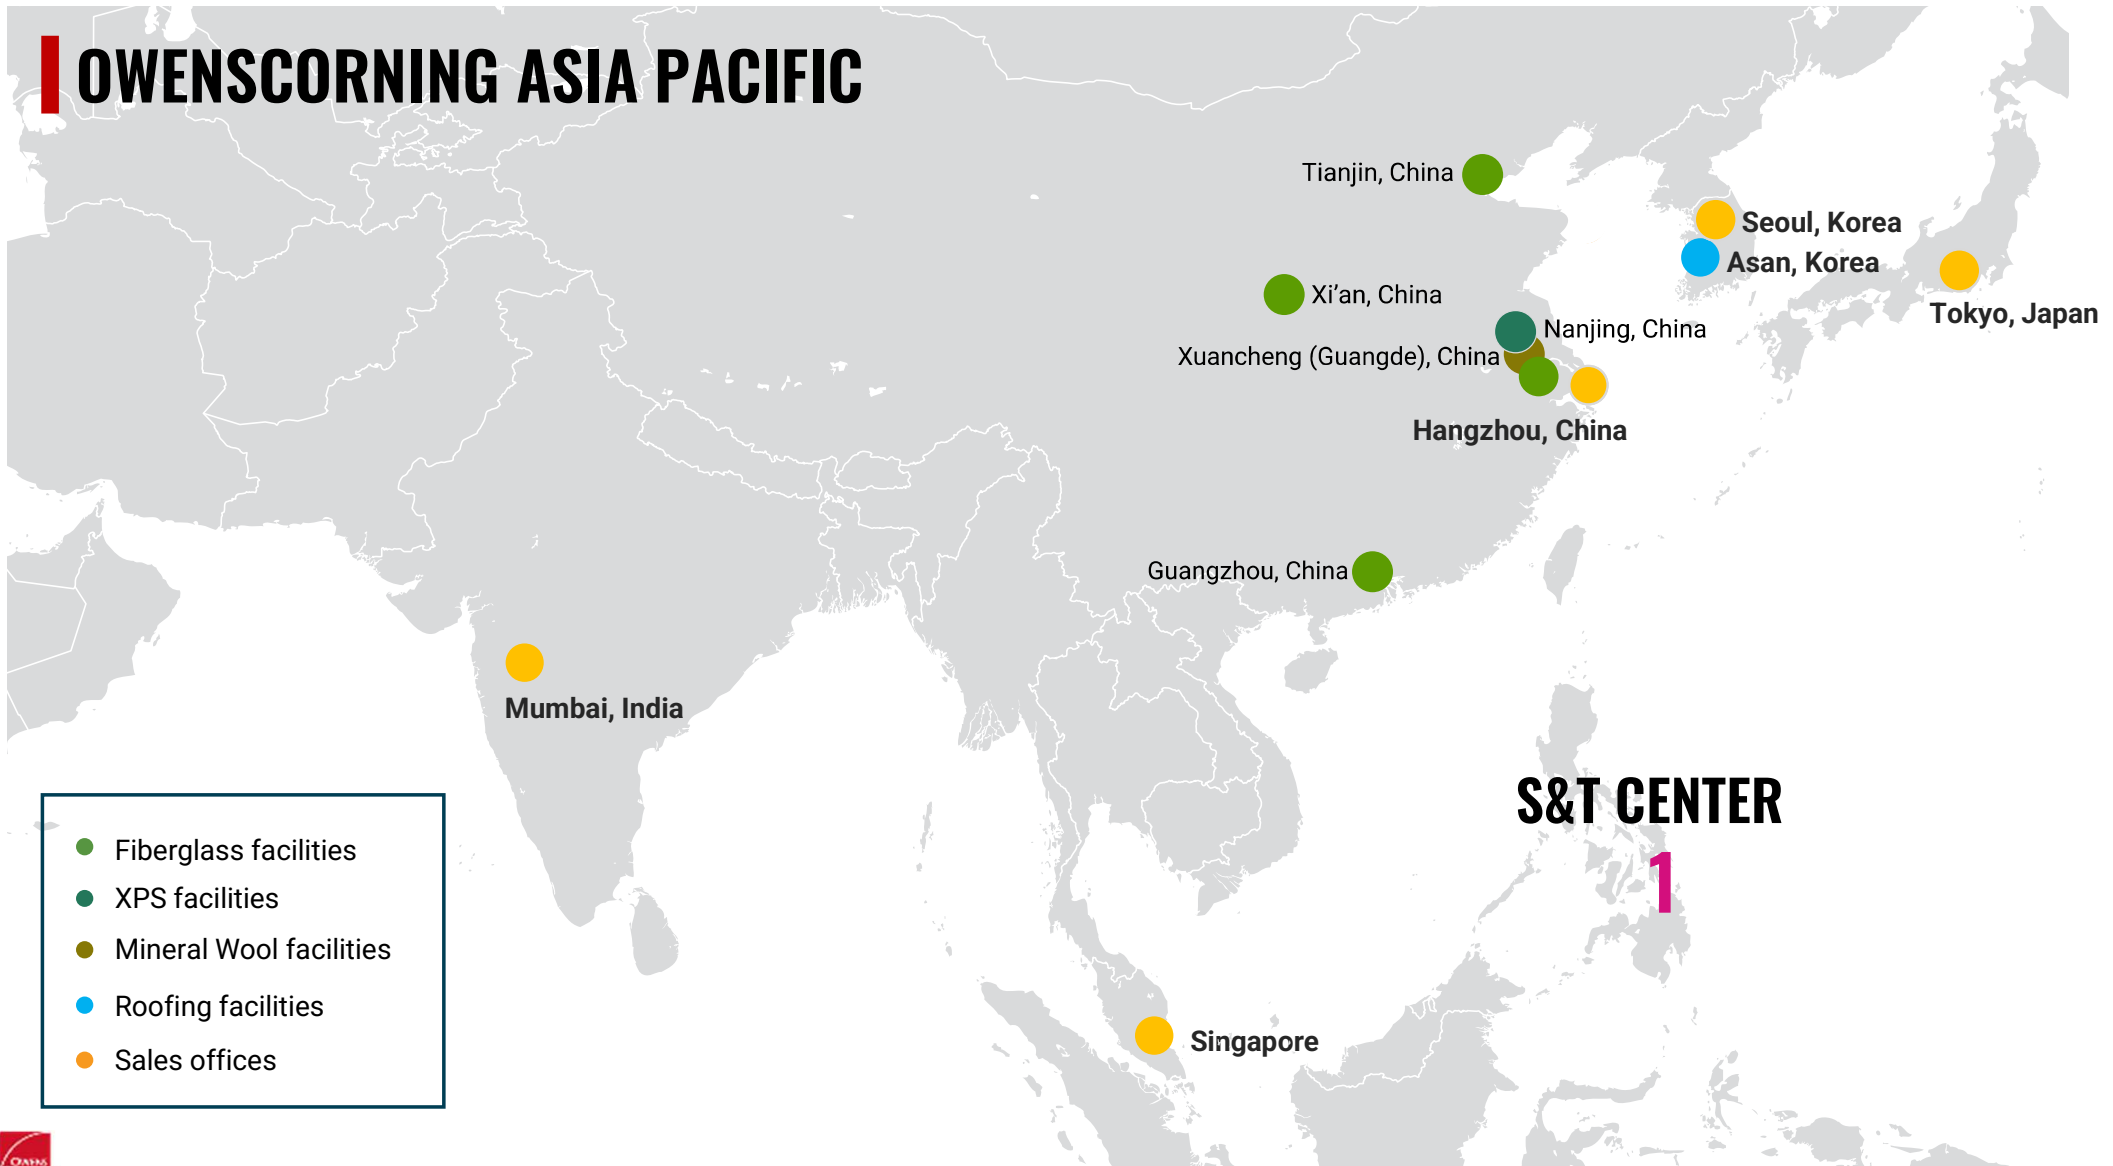 OWENSCORNING ASIA PACIFIC
Tianjin, China
Seoul, Korea
Asan, Korea
Xi’an, China
Tokyo, Japan
Nanjing, China
Xuancheng (Guangde), China
Hangzhou, China
Guangzhou, China
Mumbai, India
S&T CENTER
1
Fiberglass facilities
XPS facilities
Mineral Wool facilities
Roofing facilities
Sales offices
Singapore
OWENS